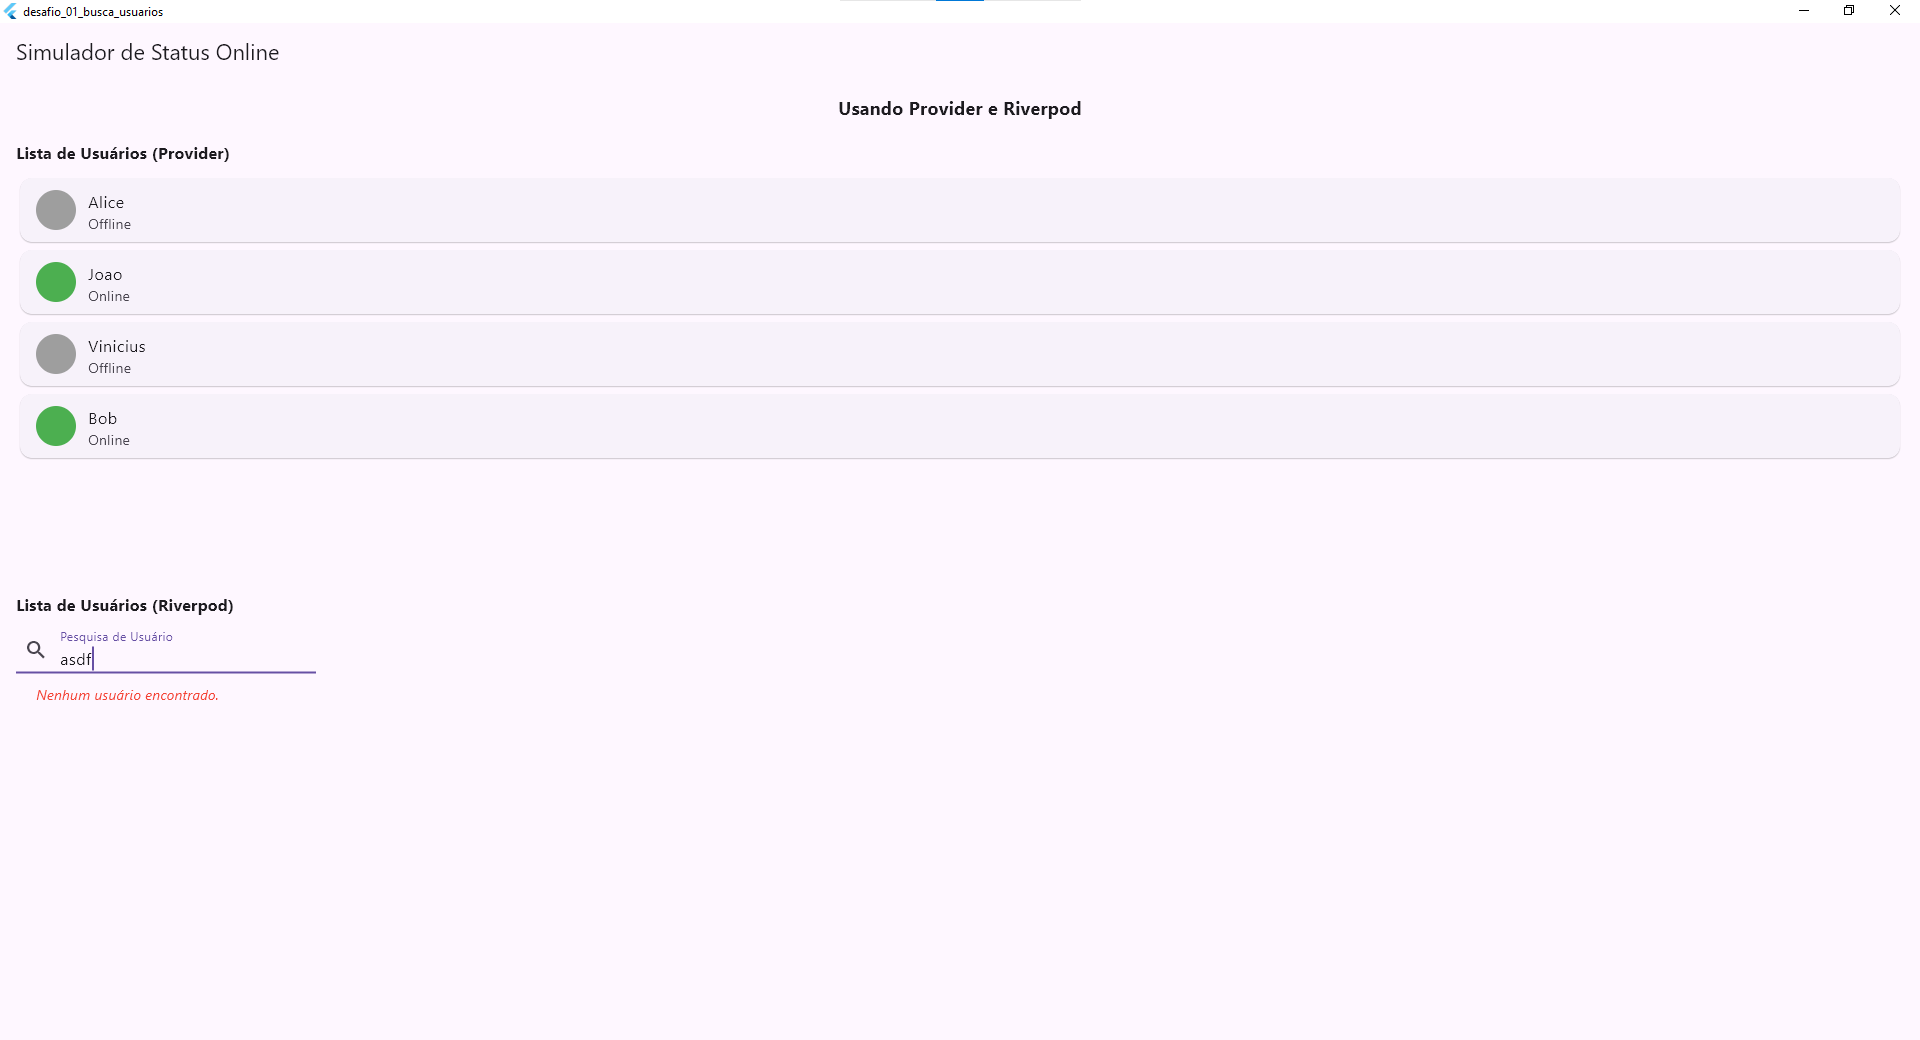 desafio_01_busca_usuarios
Simulador de Status Online
Usando Provider e Riverpod
Lista de Usuários (Provider)
Alice
Offline
Joao
Online
Vinicius
Offline
Bob
Online
Lista de Usuários (Riverpod)
Pesquisa de Usuário
asdf
Nenhum usuário encontrado.